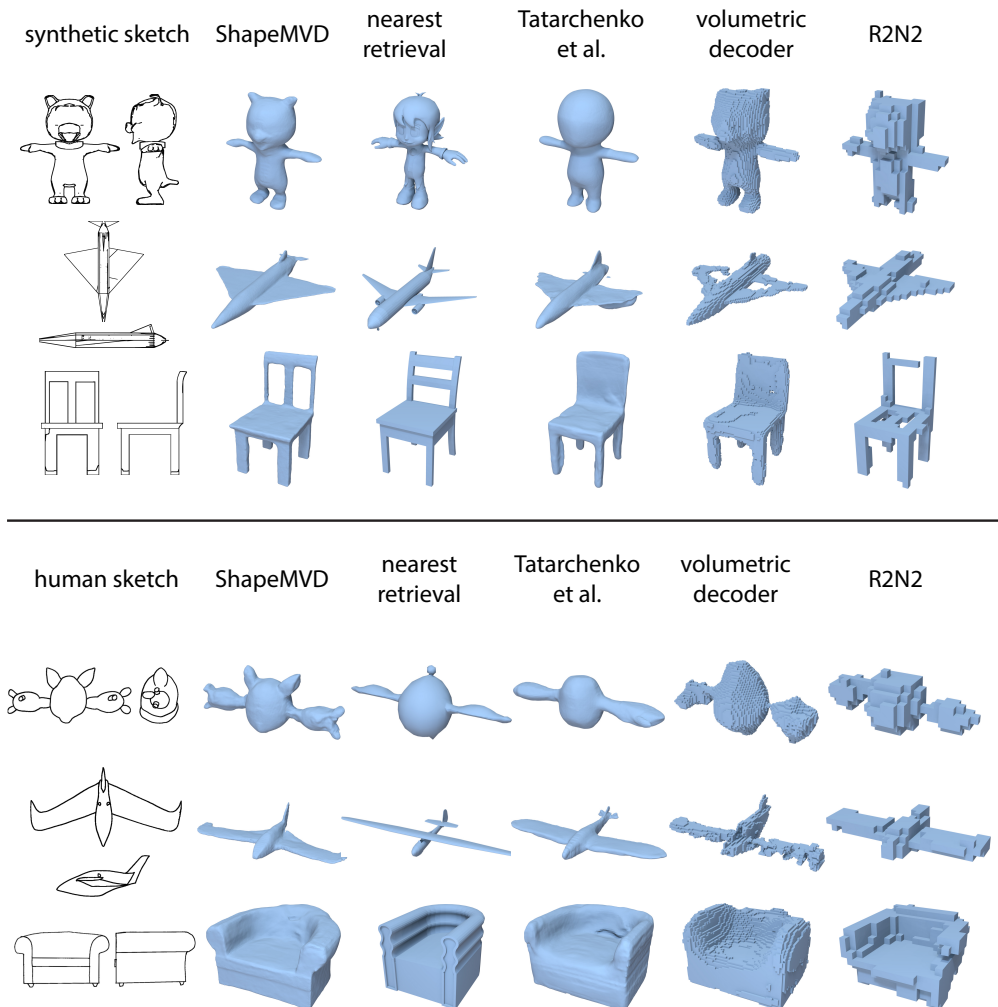 synthetic sketch
ShapeMVD
nearest
retrieval
Tatarchenko
et al.
volumetric
decoder
R2N2
human sketch
ShapeMVD
nearest
retrieval
Tatarchenko
et al.
volumetric
decoder
R2N2